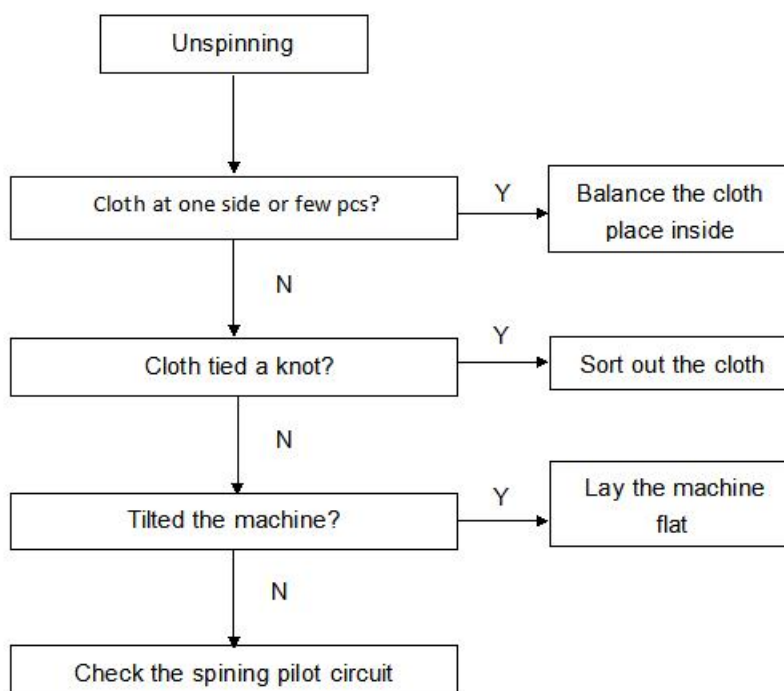 Unspinning
Cloth at one side or few pcs?
Y
Balance the cloth
place inside
N
Cloth tied a knot?
Y
Sort out the cloth
N
Tilted the machine?
Y
Lay the machine
flat
N
Check the spining pilot circuit